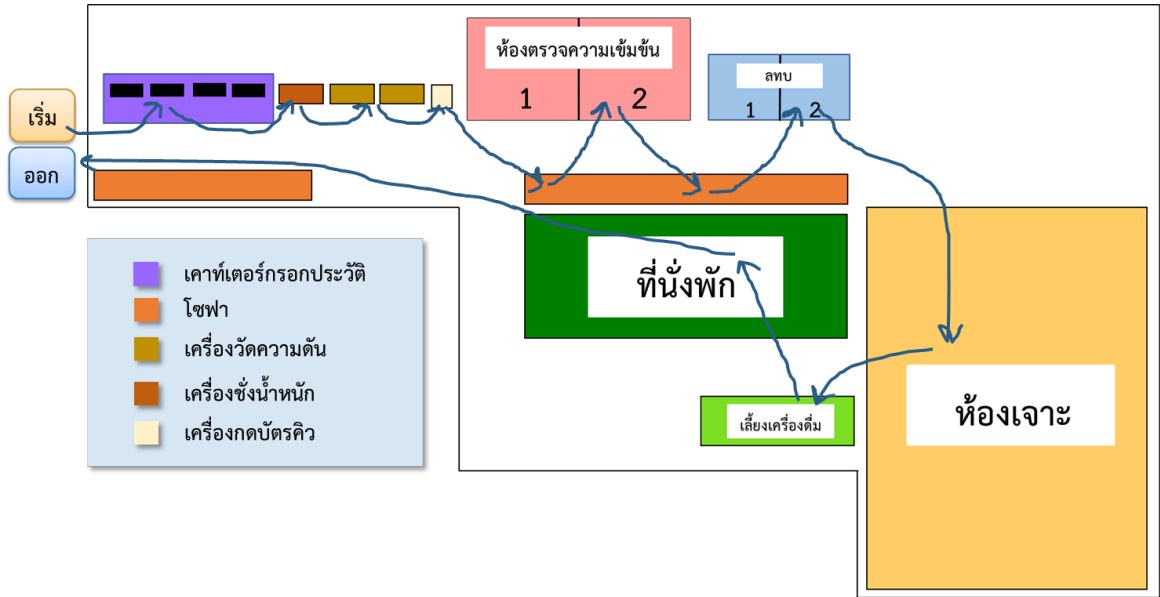 ห้องตรวจความเข้มข้น
1 2
ลทบ
1 2
เริ่ม
ออก
เคาท์เตอร์กรอกประวัติ
โซฟา
เครื่องวัดความดัน
เครื่องชั่งน้ำหนัก
เครื่องกดบัตรคิว
ที่นั่งพัก
เลี้ยงเครื่องดื่ม
ห้องเจาะ